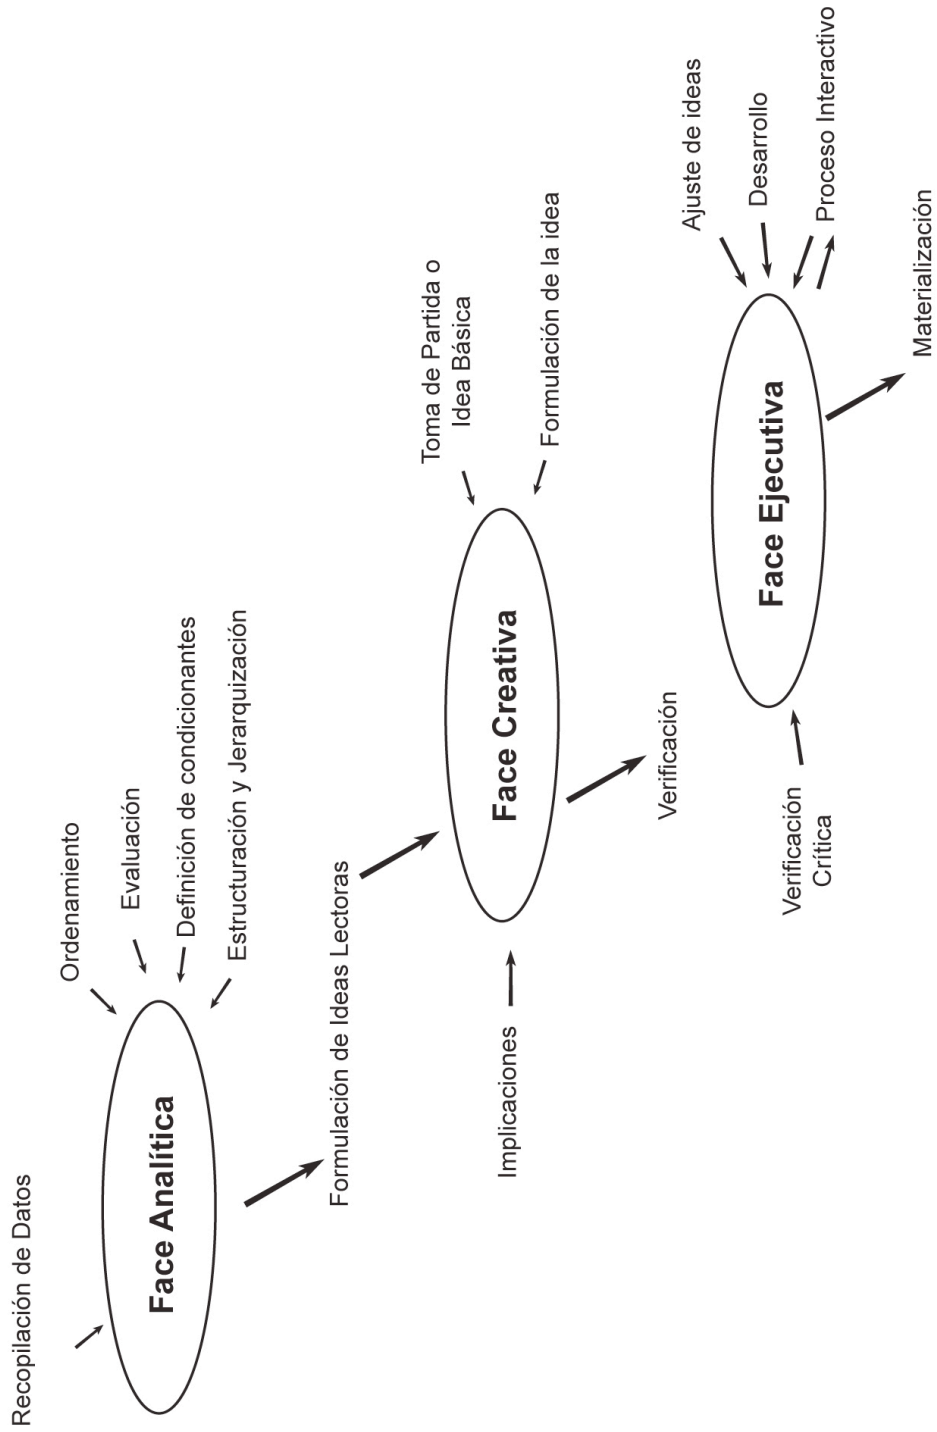 Recopilación de Datos
Ordenamiento
Evaluación
Definición de condicionantes
Estructuración y Jerarquización
Face Analítica
Formulación de Ideas Lectoras
Toma de Partida o
Idea Básica
Formulación de la idea
Face Creativa
Implicaciones
Verificación
Ajuste de ideas
Desarrollo
Proceso Interactivo
Face Ejecutiva
Verificación
Crítica
Materialización